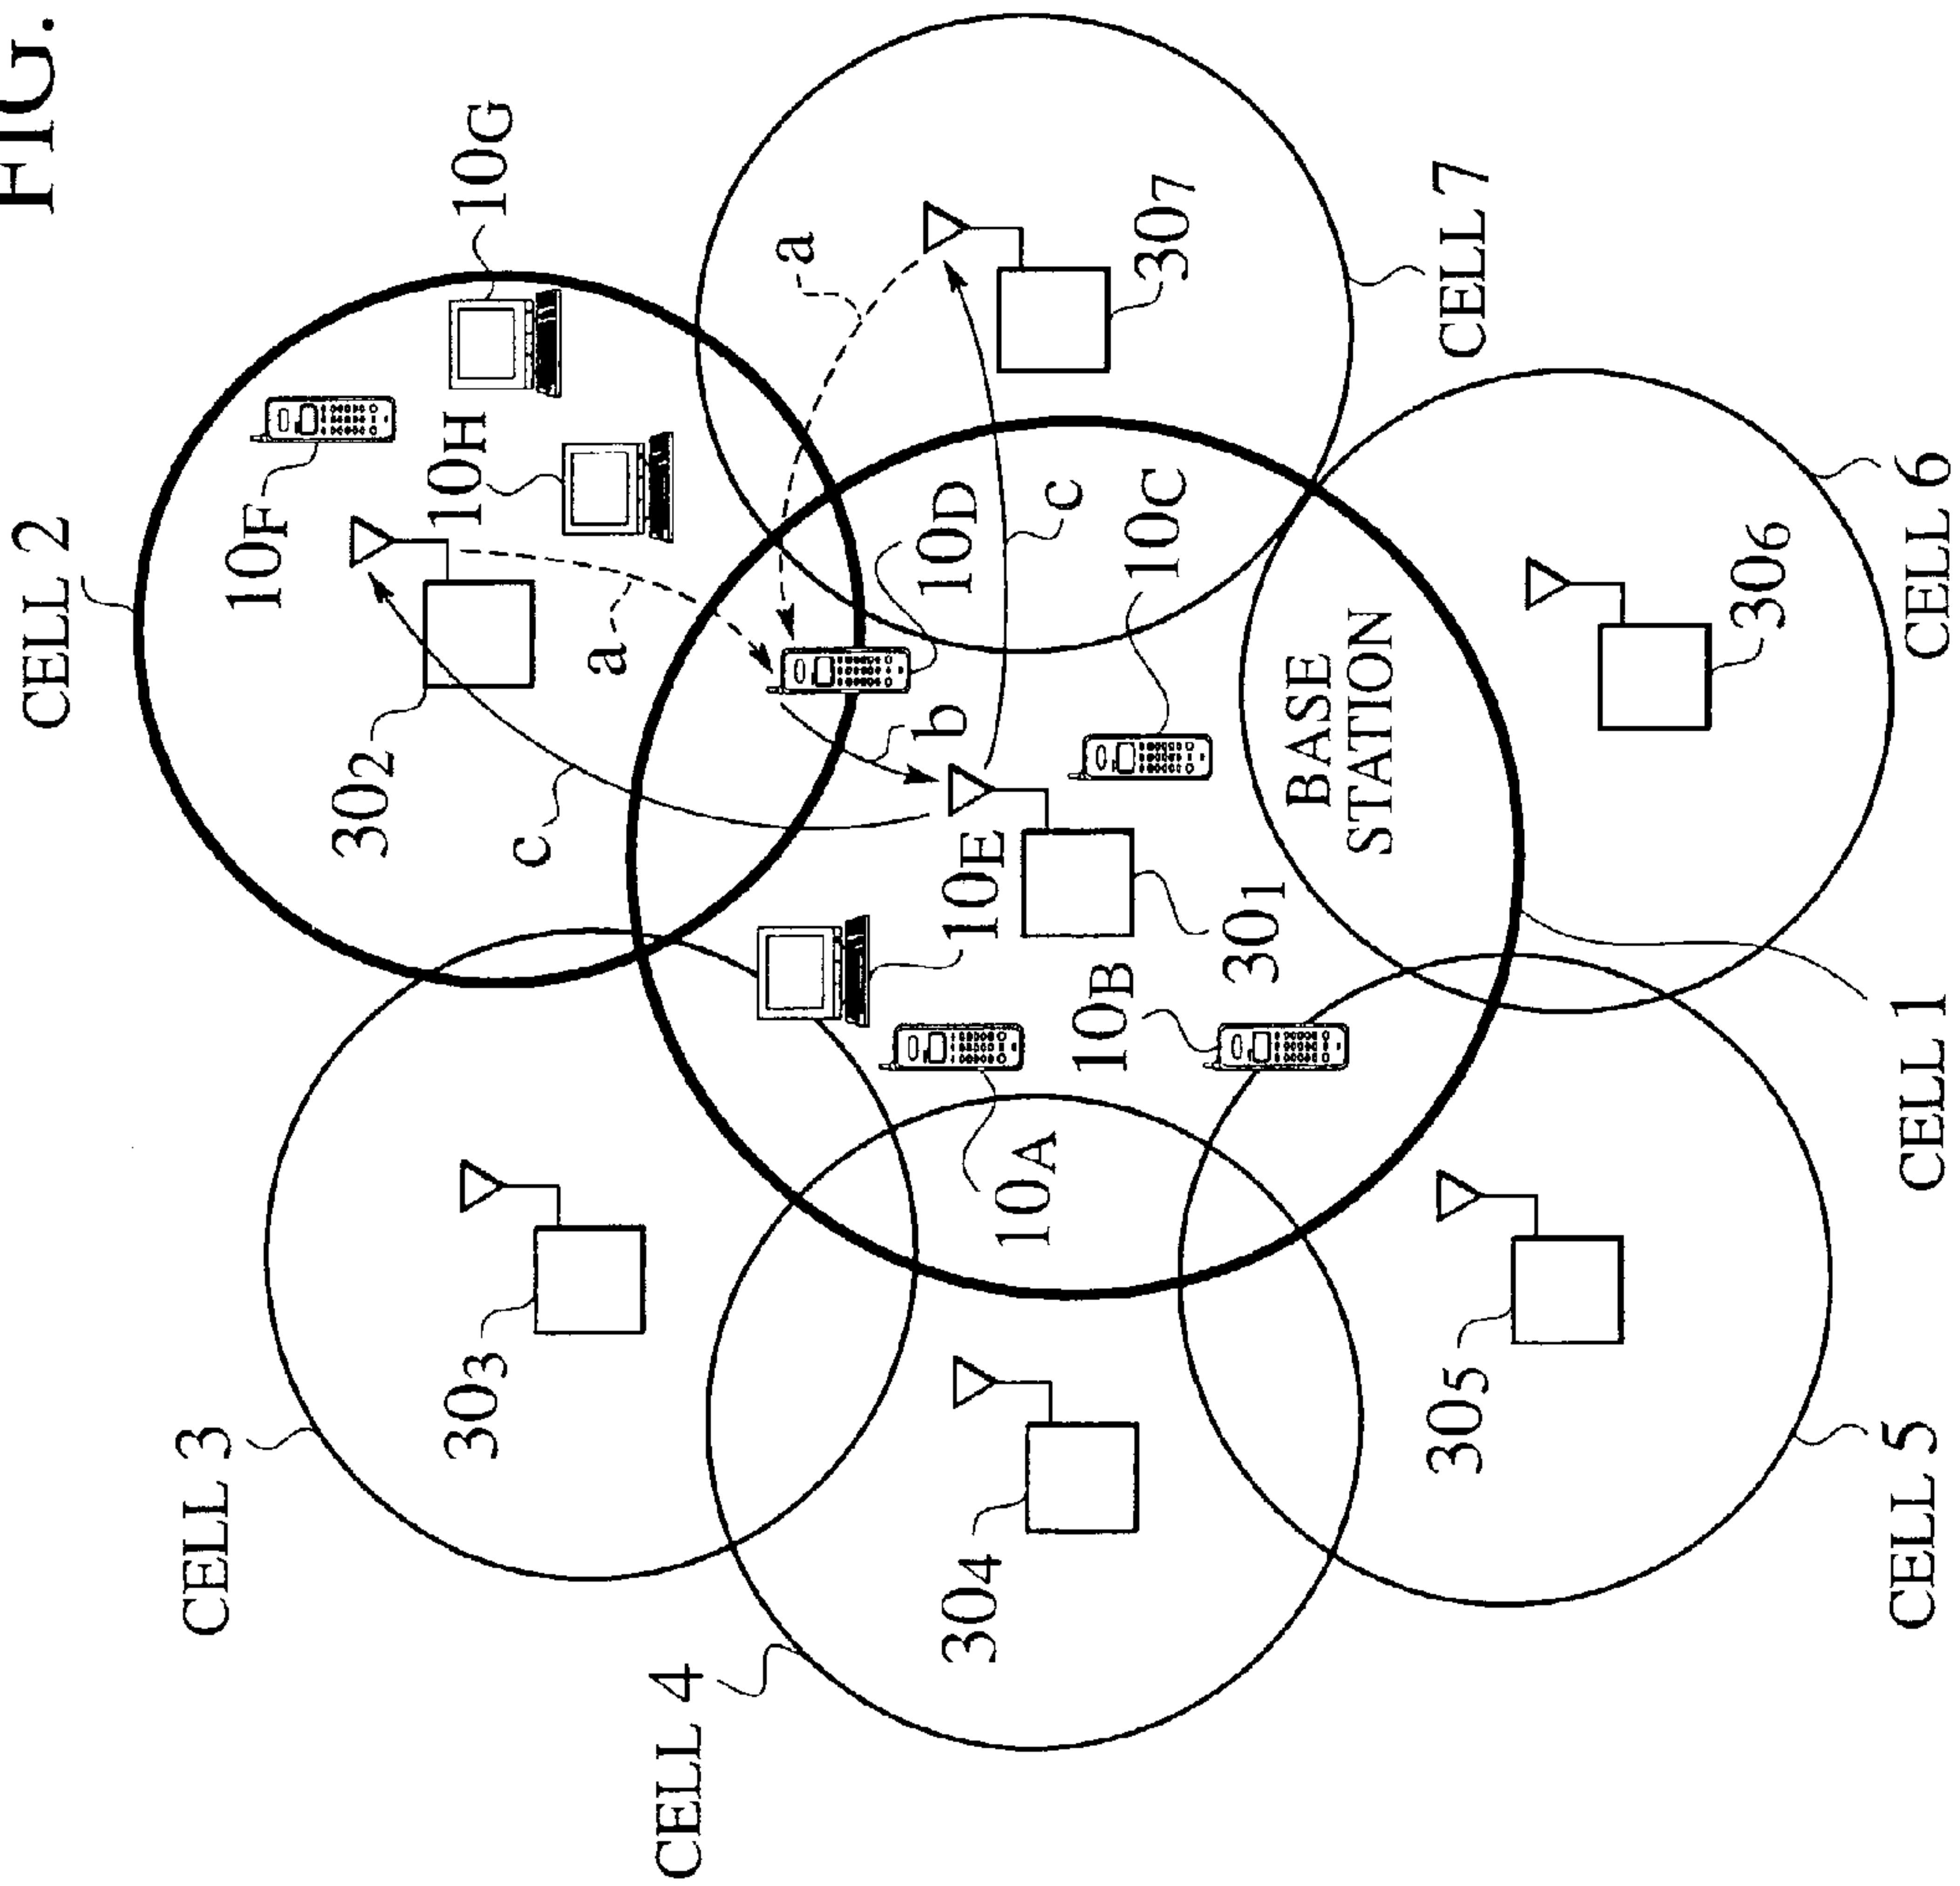 FIG.
CELL 2
10F
10G
10H
302
a
a
c
CELL 3
303
10D
b
c
10C
307
CELL 7
10E
301
10A
10B
BASE
STATION
CELL 4
304
305
306
CELL 5
CELL 1
CELL 6